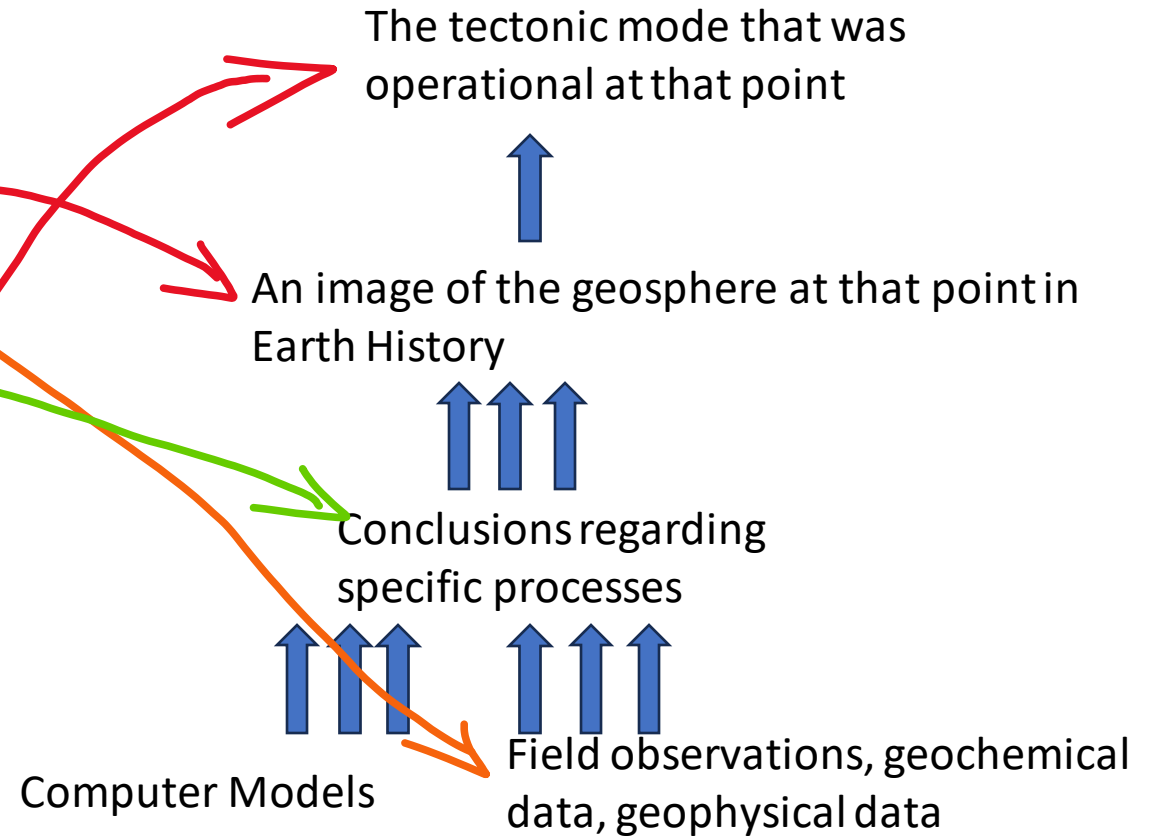 The tectonic mode that was
operational at that point
An image of the geosphere at that point in
Earth History
Conclusions regarding
specific processes
Computer Models
Field observations, geochemical
data, geophysical data